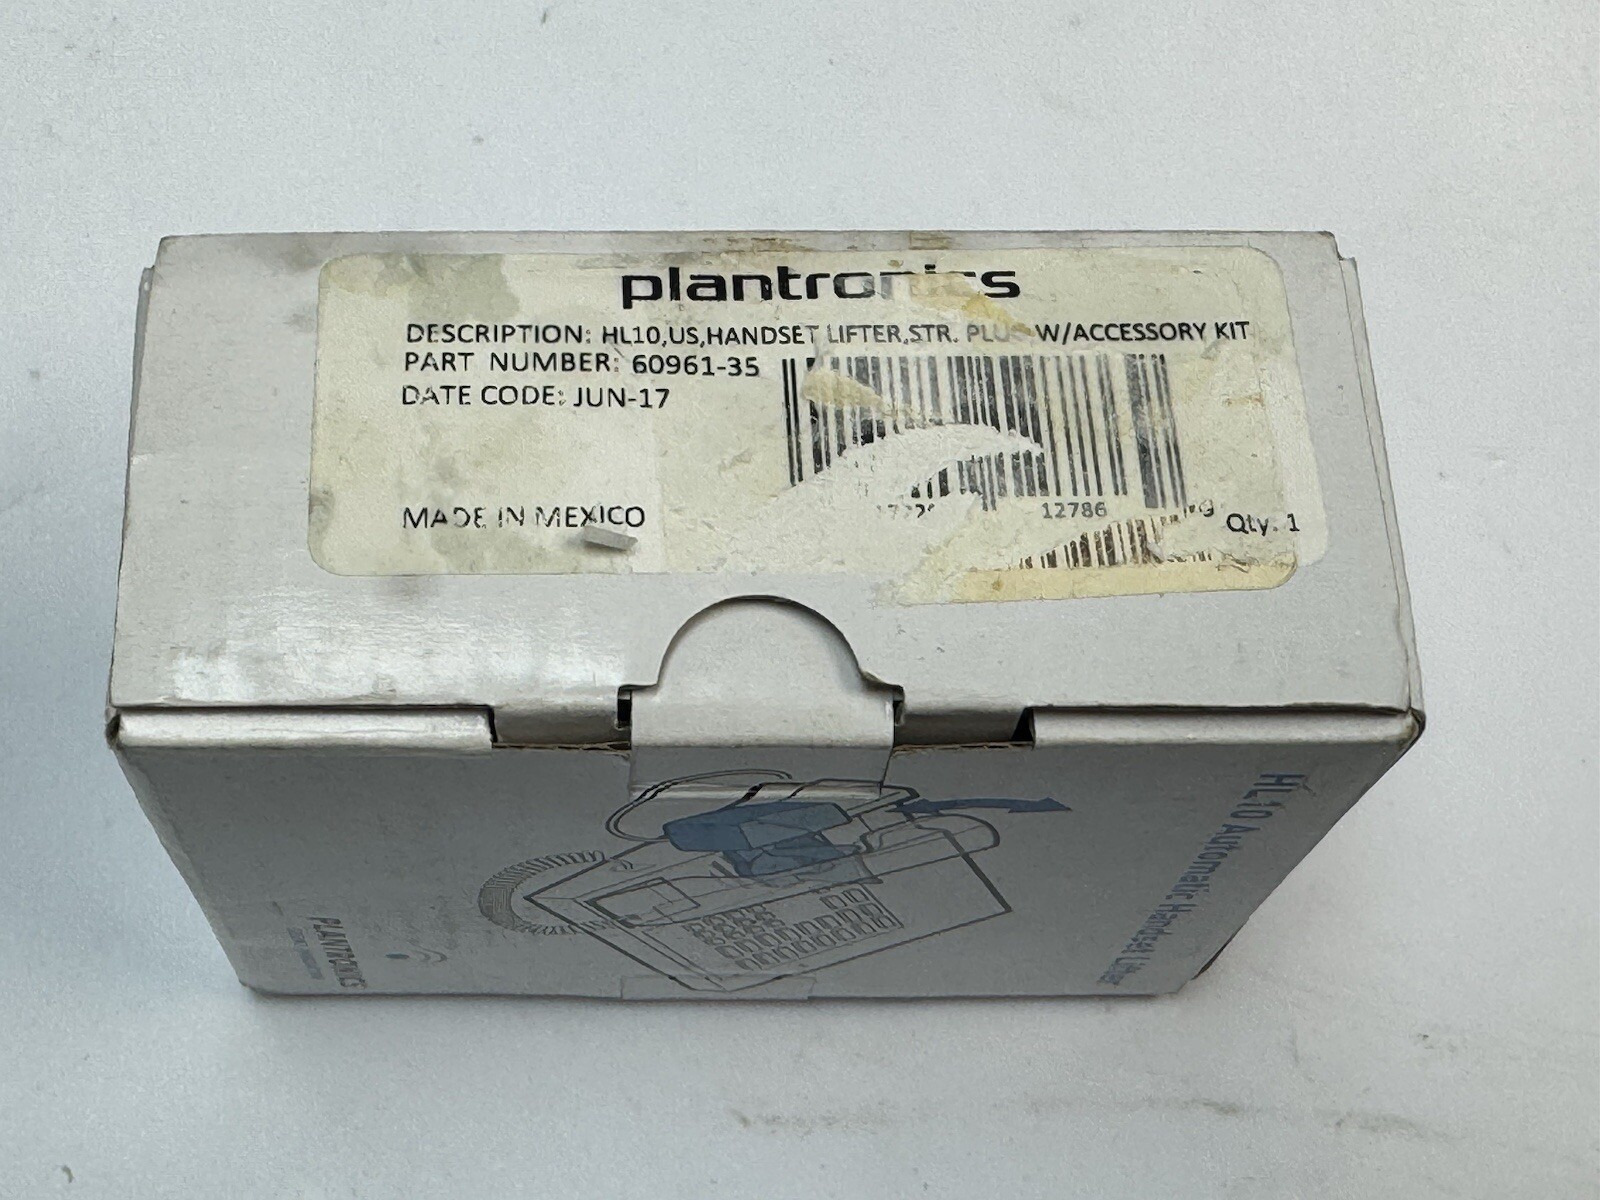 plantronics
DESCRIPTION: HL10,US,HANDSET LIFTER,STR. PLUG W/ACCESSORY KIT
PART NUMBER: 60961-35
DATE CODE: JUN-17
12786
MADE IN MEXICO
Qty. 1
HL10 Automatic Handset Lifter
PLANTRONICS